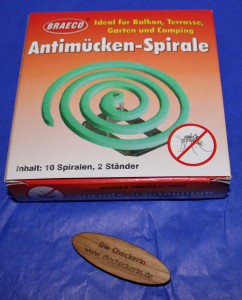 BRAECO
Ideal für Balkon, Terrasse,
Garten und Camping
Antimücken-Spirale
Inhalt: 10 Spiralen, 2 Ständer
Die Checkerin
www.diecheckerin.de